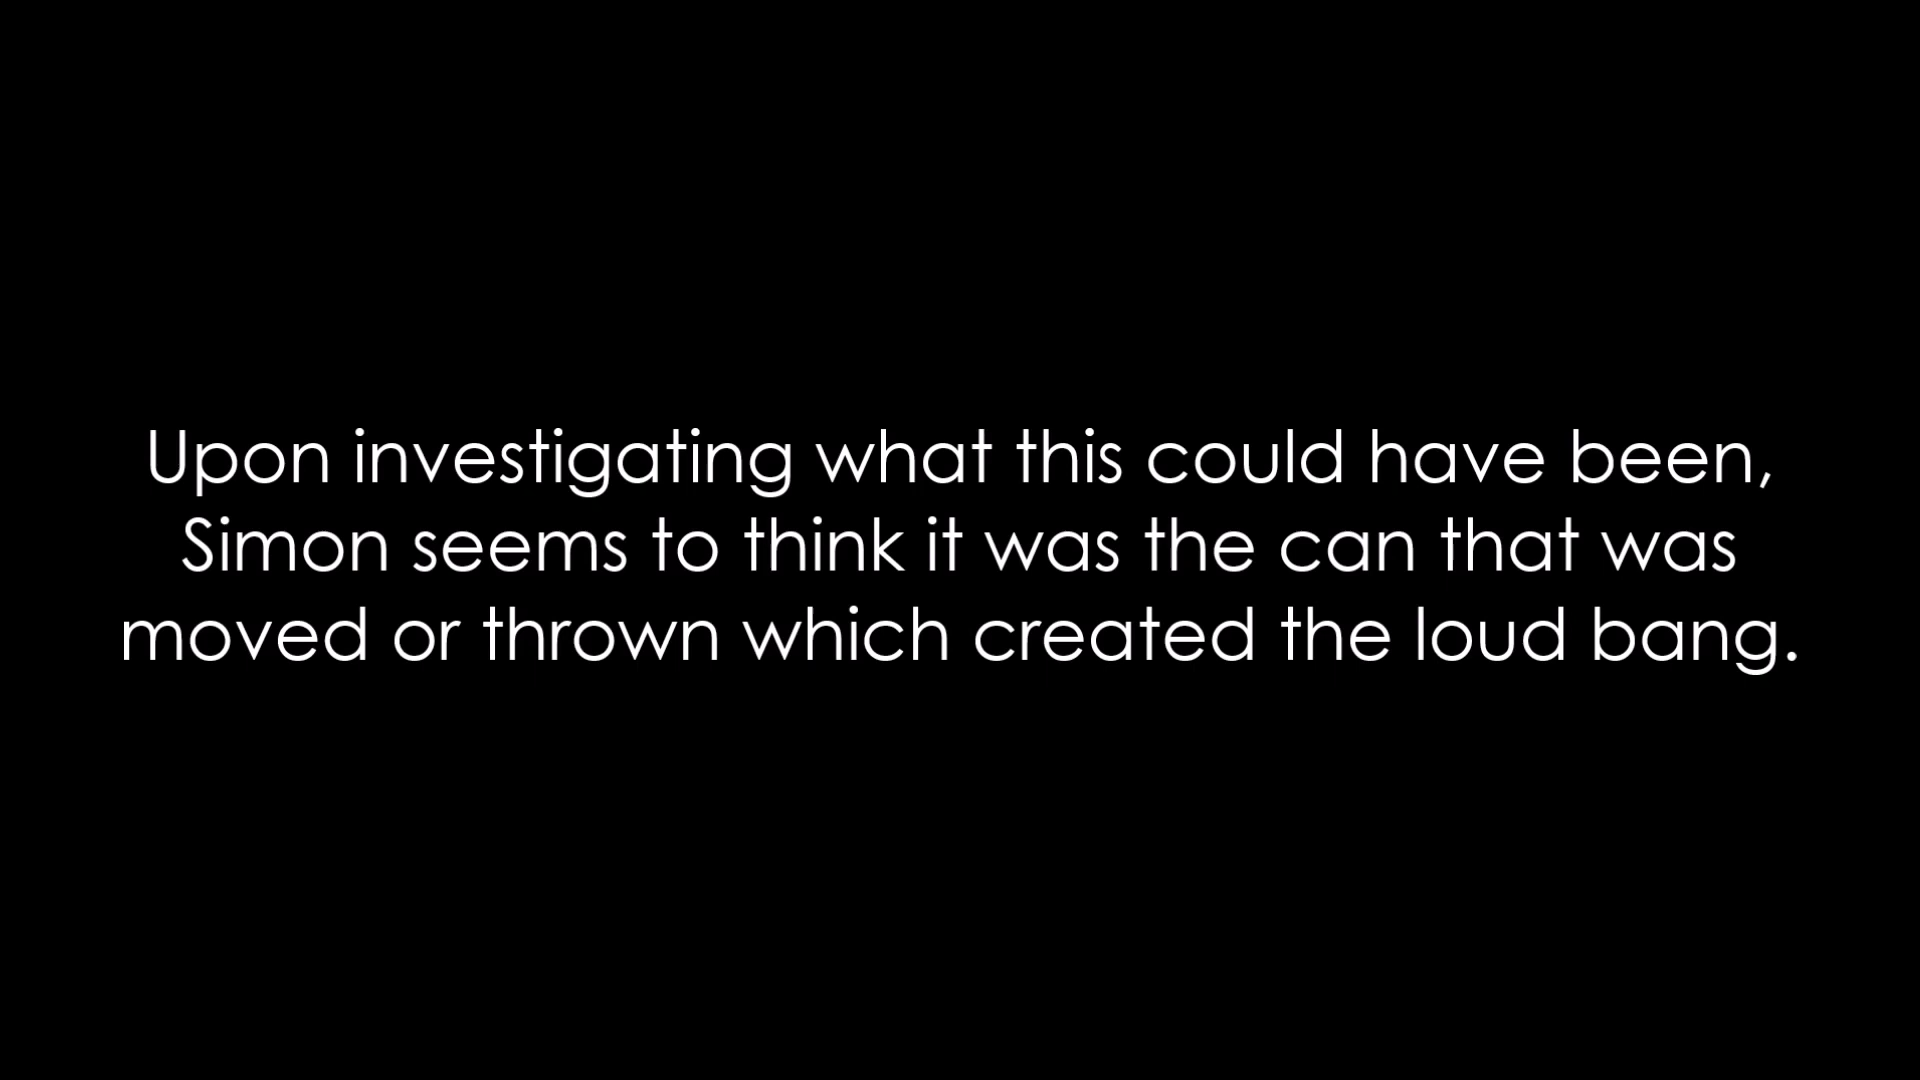 Upon investigating what this could have been,
Simon seems to think it was the can that was
moved or thrown which created the loud bang.